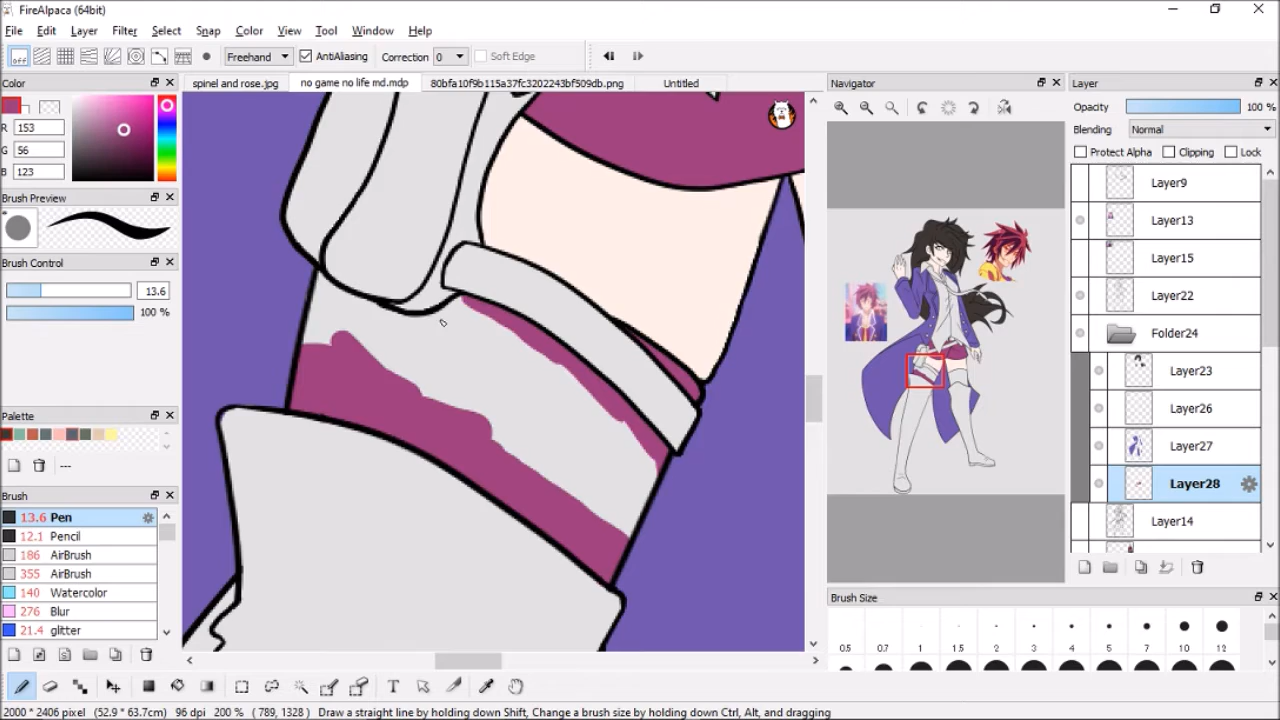 FireAlpaca (64bit)
File Edit Layer Filter Select Snap Color View Tool Window Help
off Freehand AntiAliasing Correction 0 Soft Edge
Color
spinel and rose.jpg no game no life md.mdp 80bfa10f9b115a37fc3202243bf509db.png Untitled
Navigator
Layer
Opacity 100 %
Blending Normal
Protect Alpha Clipping Lock
R 153
G 56
B 123
Brush Preview
Brush Control
13.6
100 %
Palette
---
Brush
13.6 Pen
12.1 Pencil
186 AirBrush
355 AirBrush
140 Watercolor
276 Blur
21.4 glitter
Layer9
Layer13
Layer15
Layer22
Folder24
Layer23
Layer26
Layer27
Layer28
Layer14
Brush Size
0.5 0.7 1 1.5 2 3 4 5 7 10 12
T
2000 * 2406 pixel (52.9 * 63.7cm) 96 dpi 200 % ( 789, 1328 ) Draw a straight line by holding down Shift, Change a brush size by holding down Ctrl, Alt, and dragging